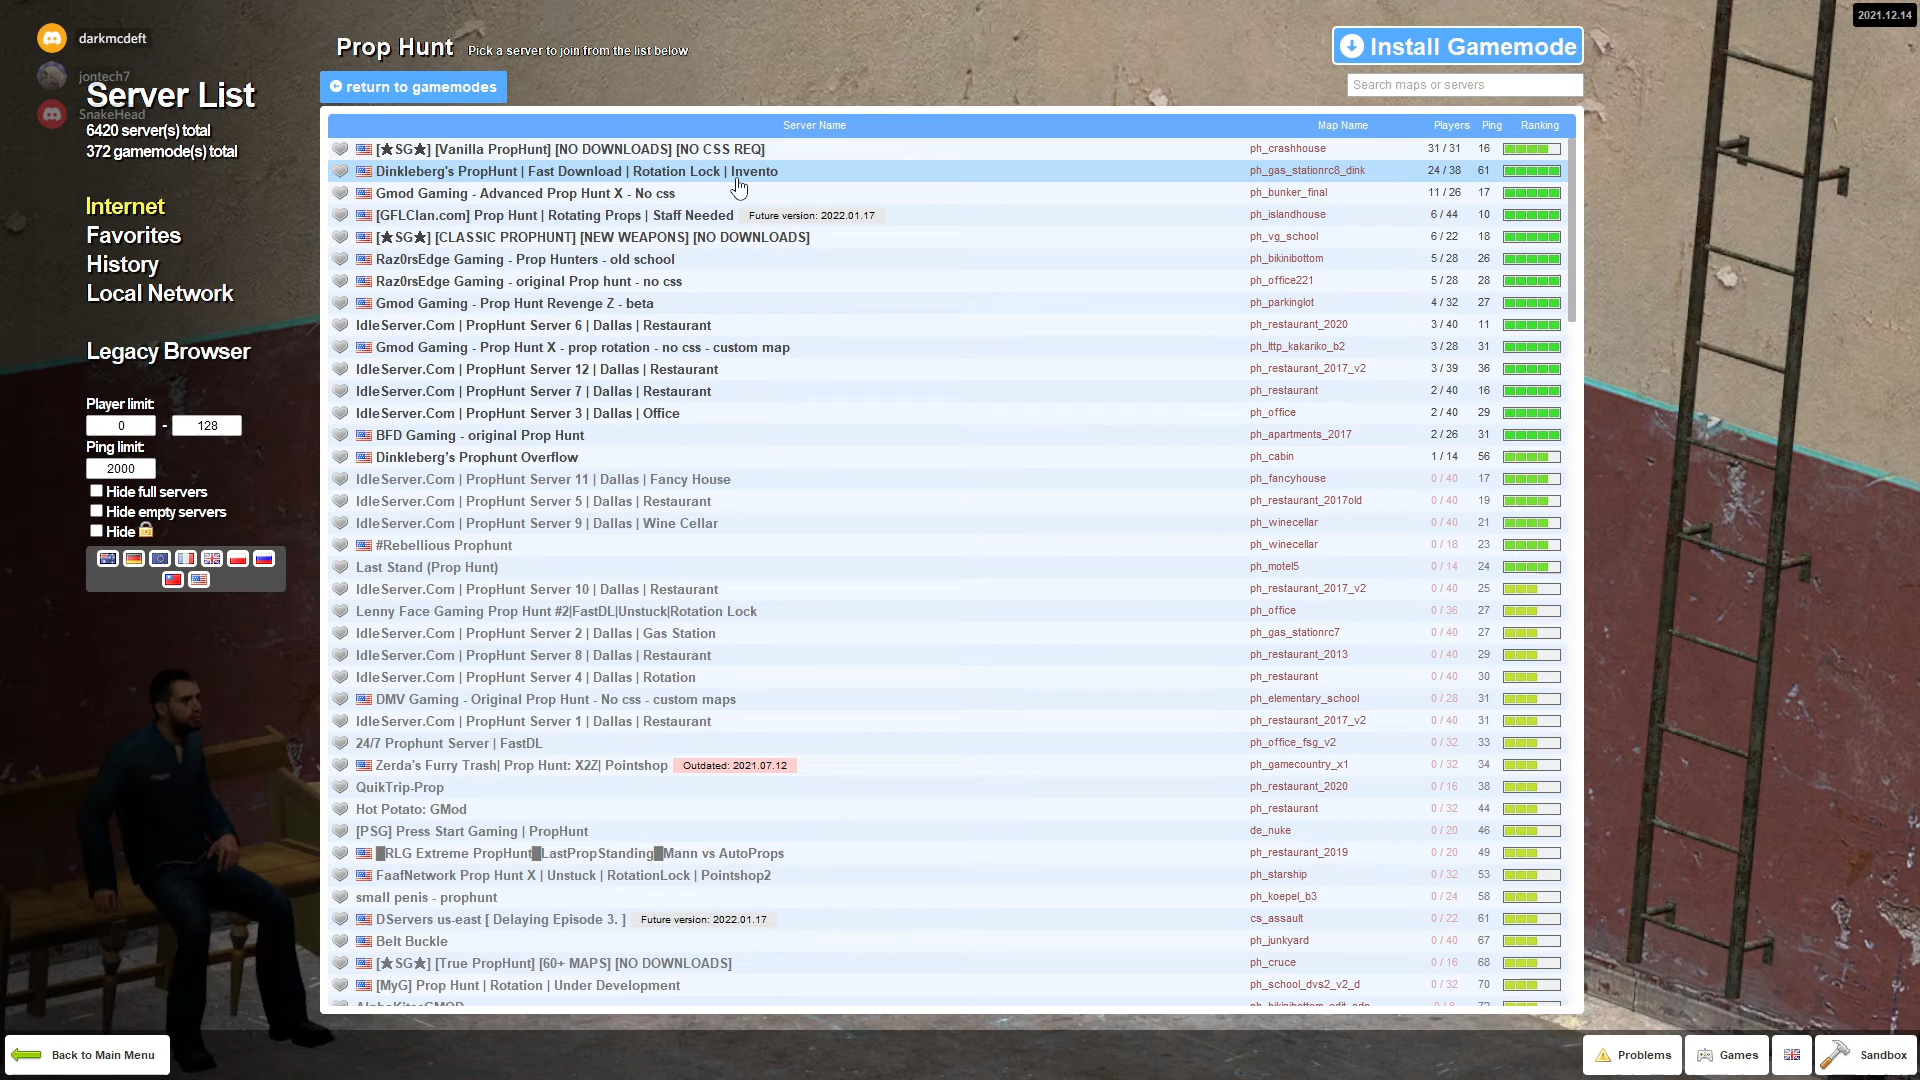 darkmcdeft
jontech7
SnakeHead
2021.12.14
Prop Hunt Pick a server to join from the list below
Install Gamemode
return to gamemodes
Search maps or servers
Server List
6420 server(s) total
372 gamemode(s) total
Internet
Favorites
History
Local Network
Legacy Browser
Player limit:
0 - 128
Ping limit:
2000
Hide full servers
Hide empty servers
Hide
Server Name Map Name Players Ping Ranking
[★SG★] [Vanilla PropHunt] [NO DOWNLOADS] [NO CSS REQ] ph_crashhouse 31 / 31 16
Dinkleberg's PropHunt | Fast Download | Rotation Lock | Invento ph_gas_stationrc8_dink 24 / 38 61
Gmod Gaming - Advanced Prop Hunt X - No css ph_bunker_final 11 / 26 17
[GFLClan.com] Prop Hunt | Rotating Props | Staff Needed Future version: 2022.01.17 ph_islandhouse 6 / 44 10
[★SG★] [CLASSIC PROPHUNT] [NEW WEAPONS] [NO DOWNLOADS] ph_vg_school 6 / 22 18
Raz0rsEdge Gaming - Prop Hunters - old school ph_bikinibottom 5 / 28 26
Raz0rsEdge Gaming - original Prop hunt - no css ph_office221 5 / 28 28
Gmod Gaming - Prop Hunt Revenge Z - beta ph_parkinglot 4 / 32 27
IdleServer.Com | PropHunt Server 6 | Dallas | Restaurant ph_restaurant_2020 3 / 40 11
Gmod Gaming - Prop Hunt X - prop rotation - no css - custom map ph_lttp_kakariko_b2 3 / 28 31
IdleServer.Com | PropHunt Server 12 | Dallas | Restaurant ph_restaurant_2017_v2 3 / 39 36
IdleServer.Com | PropHunt Server 7 | Dallas | Restaurant ph_restaurant 2 / 40 16
IdleServer.Com | PropHunt Server 3 | Dallas | Office ph_office 2 / 40 29
BFD Gaming - original Prop Hunt ph_apartments_2017 2 / 26 31
Dinkleberg's Prophunt Overflow ph_cabin 1 / 14 56
IdleServer.Com | PropHunt Server 11 | Dallas | Fancy House ph_fancyhouse 0 / 40 17
IdleServer.Com | PropHunt Server 5 | Dallas | Restaurant ph_restaurant_2017old 0 / 40 19
IdleServer.Com | PropHunt Server 9 | Dallas | Wine Cellar ph_winecellar 0 / 40 21
#Rebellious Prophunt ph_winecellar 0 / 18 23
Last Stand (Prop Hunt) ph_motel5 0 / 14 24
IdleServer.Com | PropHunt Server 10 | Dallas | Restaurant ph_restaurant_2017_v2 0 / 40 25
Lenny Face Gaming Prop Hunt #2|FastDL|Unstuck|Rotation Lock ph_office 0 / 36 27
IdleServer.Com | PropHunt Server 2 | Dallas | Gas Station ph_gas_stationrc7 0 / 40 27
IdleServer.Com | PropHunt Server 8 | Dallas | Restaurant ph_restaurant_2013 0 / 40 29
IdleServer.Com | PropHunt Server 4 | Dallas | Rotation ph_restaurant 0 / 40 30
DMV Gaming - Original Prop Hunt - No css - custom maps ph_elementary_school 0 / 28 31
IdleServer.Com | PropHunt Server 1 | Dallas | Restaurant ph_restaurant_2017_v2 0 / 40 31
24/7 Prophunt Server | FastDL ph_office_fsg_v2 0 / 32 33
Zerda's Furry Trash| Prop Hunt: X2Z| Pointshop Outdated: 2021.07.12 ph_gamecountry_x1 0 / 32 34
QuikTrip-Prop ph_restaurant_2020 0 / 16 38
Hot Potato: GMod ph_restaurant 0 / 32 44
[PSG] Press Start Gaming | PropHunt de_nuke 0 / 20 46
█RLG Extreme PropHunt█LastPropStanding█Mann vs AutoProps ph_restaurant_2019 0 / 20 49
FaafNetwork Prop Hunt X | Unstuck | RotationLock | Pointshop2 ph_starship 0 / 32 53
small penis - prophunt ph_koepel_b3 0 / 24 58
DServers us-east [ Delaying Episode 3. ] Future version: 2022.01.17 cs_assault 0 / 22 61
Belt Buckle ph_junkyard 0 / 40 67
[★SG★] [True PropHunt] [60+ MAPS] [NO DOWNLOADS] ph_cruce 0 / 16 68
[MyG] Prop Hunt | Rotation | Under Development ph_school_dvs2_v2_d 0 / 32 70
Back to Main Menu
Problems
Games
Sandbox